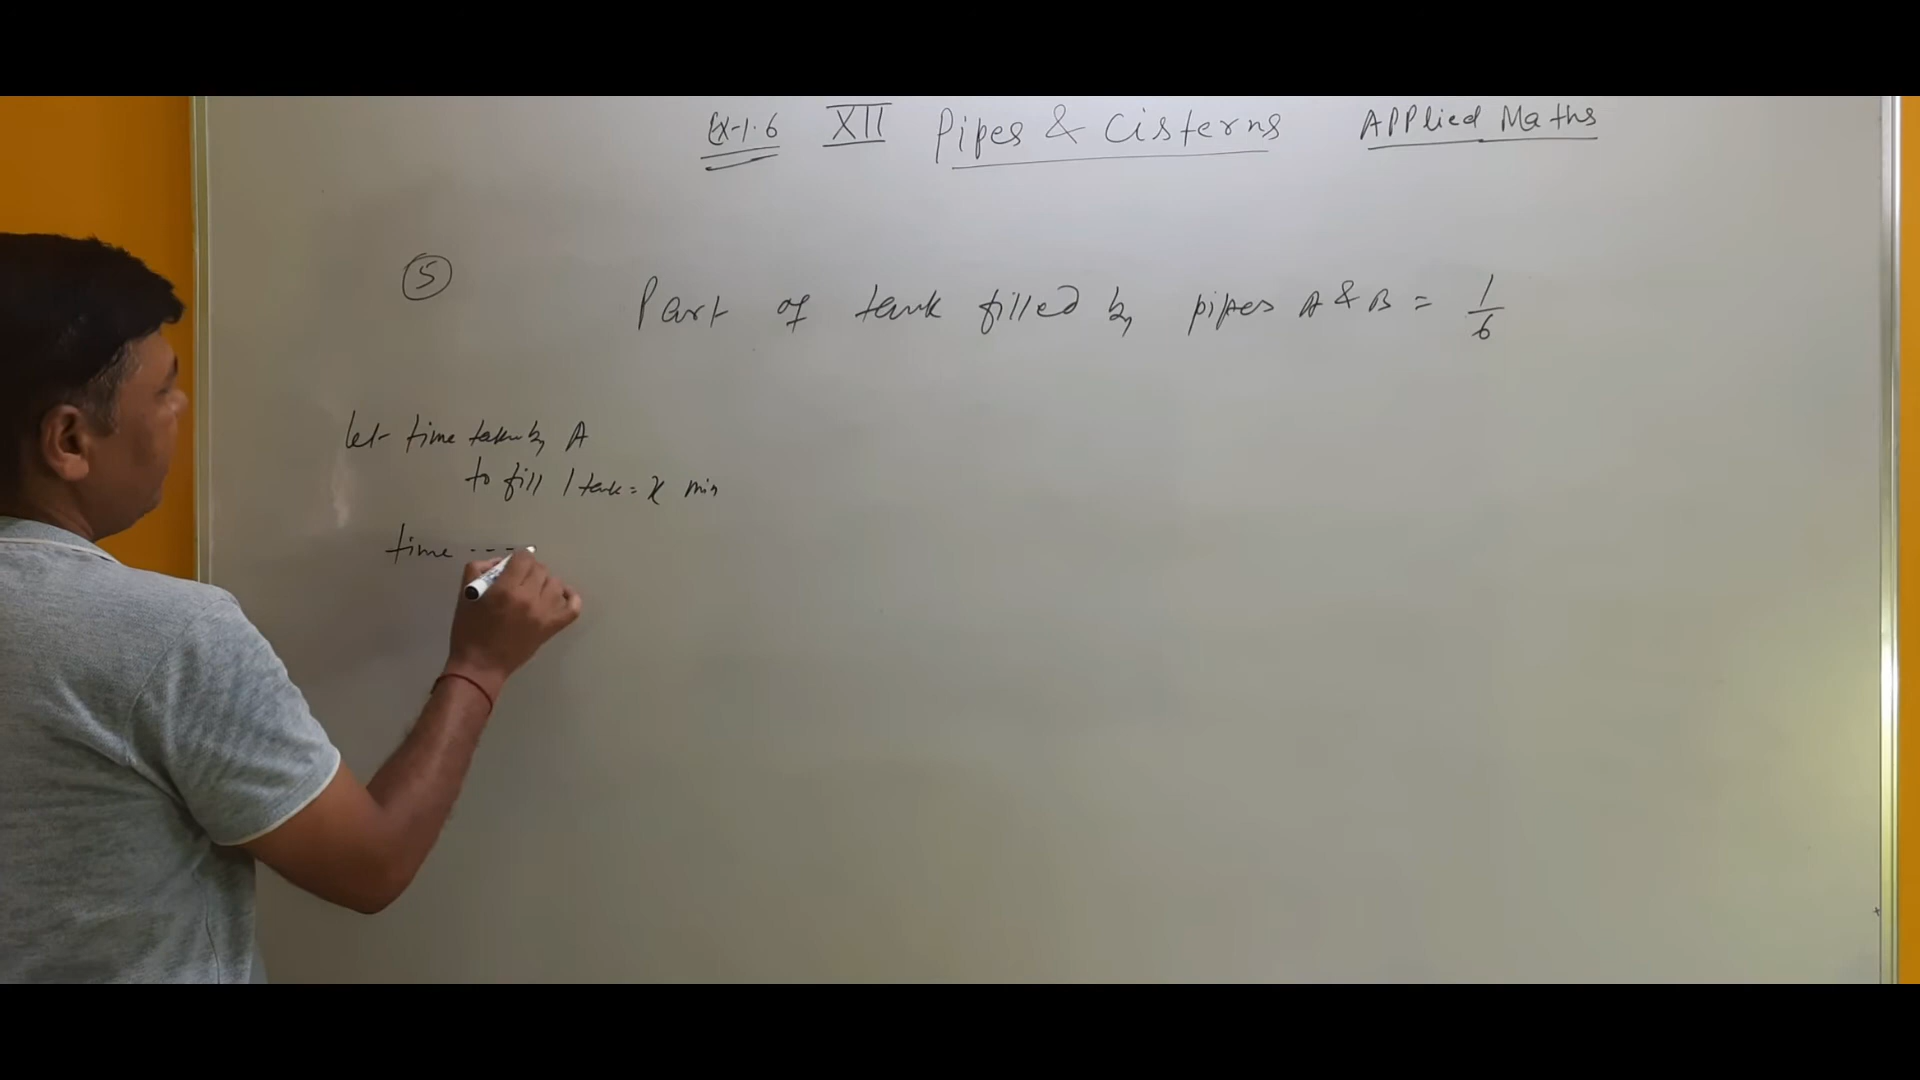 Ex-1.6 XII Pipes & Cisterns Applied Maths
5
Part of tank filled by pipes A & B = 1/6
let time taken by A
to fill 1 tank = x min
time ----